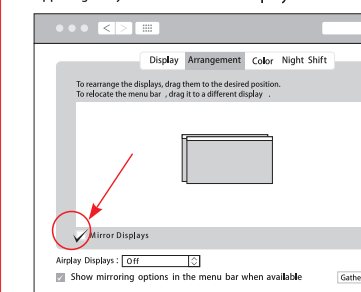 Display Arrangement Color Night Shift
To rearrange the displays, drag them to the desired position.
To relocate the menu bar , drag it to a different display .
Mirror Displays
Airplay Displays : Off
Show mirroring options in the menu bar when available
Gathe